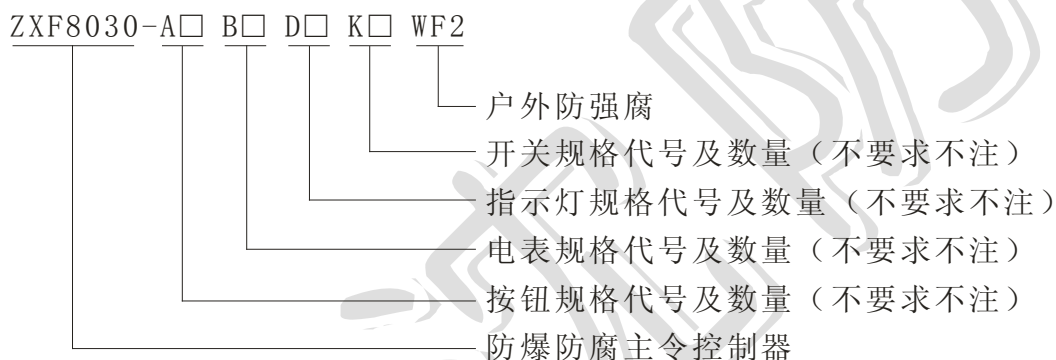 ZXF8030-A□ B□ D□ K□ WF2
户外防强腐
开关规格代号及数量（不要求不注）
指示灯规格代号及数量（不要求不注）
电表规格代号及数量（不要求不注）
按钮规格代号及数量（不要求不注）
防爆防腐主令控制器